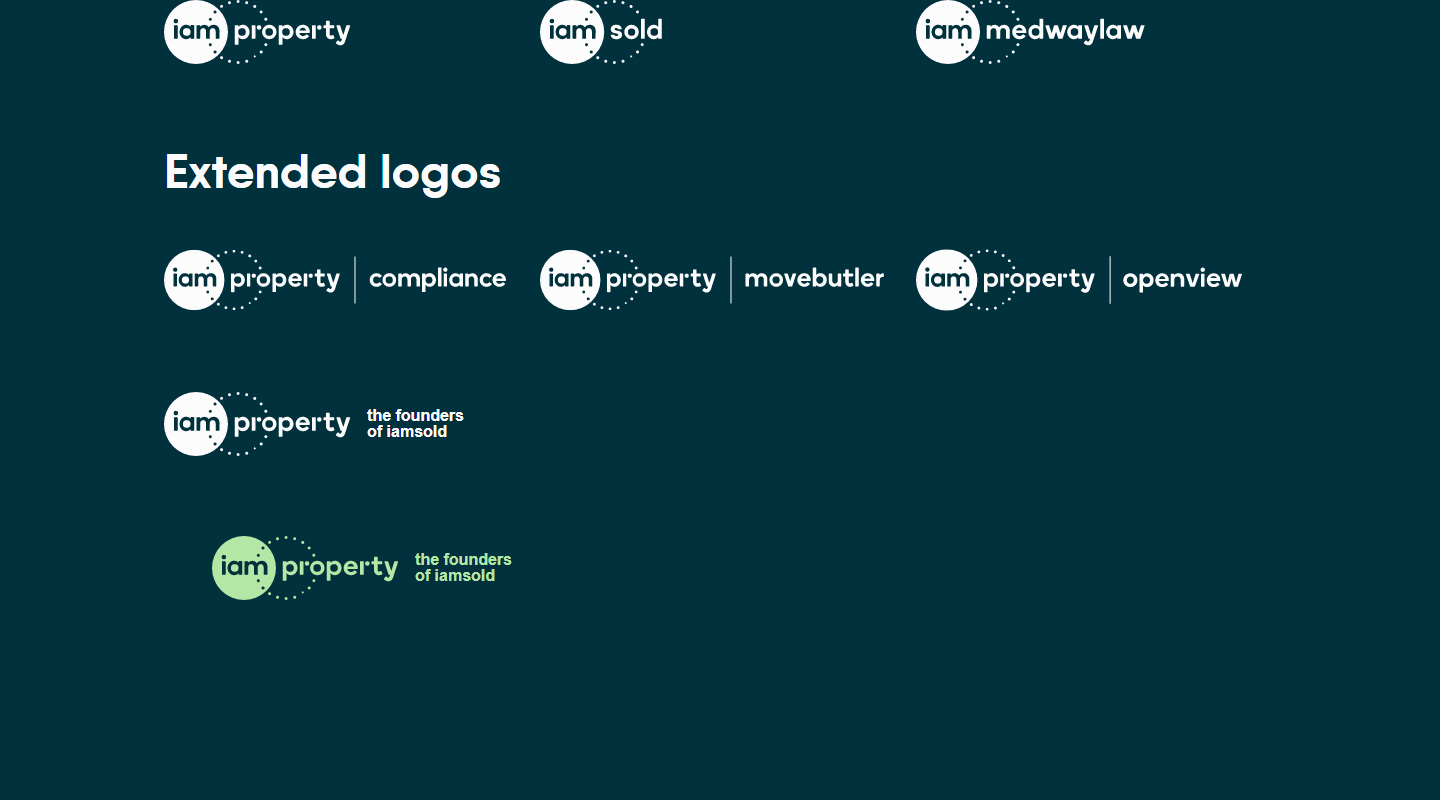 iam property
iam sold
iam medwaylaw
Extended logos
iam property | compliance
iam property | movebutler
iam property | openview
iam property the founders
of iamsold
iam property the founders
of iamsold